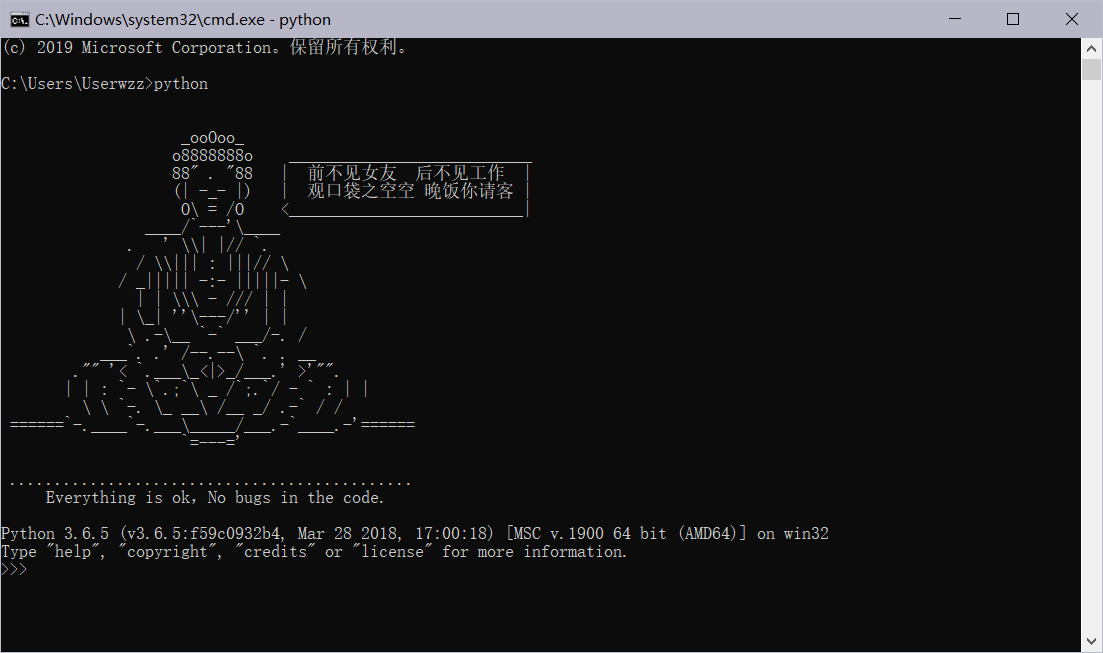 C:\Windows\system32\cmd.exe - python
(c) 2019 Microsoft Corporation。保留所有权利。
C:\Users\Userwzz>python
_ooOoo_
o8888888o
88" . "88 | 前不见女友 后不见工作 |
(| -_- |) | 观口袋之空空 晚饭你请客 |
O\ = /O <___________________________|
____/`---'\____
. ' \\| |// `.
/ \\||| : |||// \
/ _||||| -:- |||||- \
| | \\\ - /// | |
| \_| ''\---/'' | |
\ .-\__ `-` ___/-. /
___`. .' /--.--\ `. . __
."" '< `.___\_<|>_/___.' >'"".
| | : `- \`.;`\ _ /`;.`/ - ` : | |
\ \ `-. \_ __\ /__ _/ .-` / /
======`-.____`-.___\_____/___.-`____.-'======
`=---='
.............................................
Everything is ok, No bugs in the code.
Python 3.6.5 (v3.6.5:f59c0932b4, Mar 28 2018, 17:00:18) [MSC v.1900 64 bit (AMD64)] on win32
Type "help", "copyright", "credits" or "license" for more information.
>>>